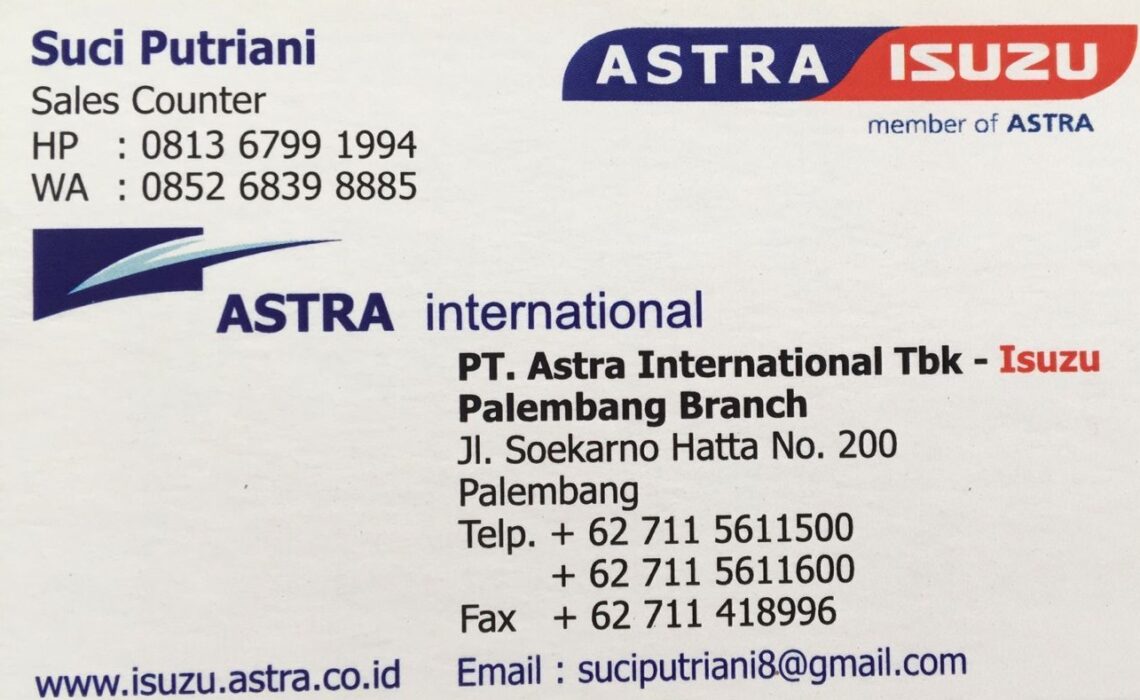 Suci Putriani
Sales Counter
HP : 0813 6799 1994
WA : 0852 6839 8885
ASTRA ISUZU
member of ASTRA
ASTRA international
PT. Astra International Tbk - Isuzu
Palembang Branch
Jl. Soekarno Hatta No. 200
Palembang
Telp. + 62 711 5611500
+ 62 711 5611600
Fax + 62 711 418996
www.isuzu.astra.co.id
Email : suciputriani8@gmail.com